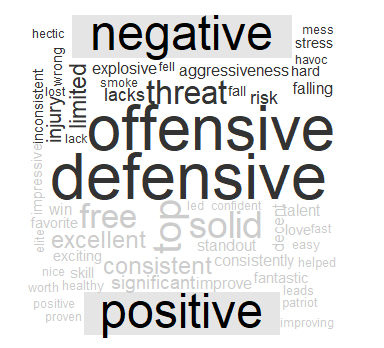 negative
hectic
mess
stress
havoc
wrong
explosive fell aggressiveness hard
lost
limited
smoke
inconsistent
injury
lacks threat fall risk falling
lack
offensive
defensive
impressive
win free top led confident decent talent
favorite solid love fast
elite
excellent standout easy
exciting consistent consistently helped
nice skill
worth healthy significant improve fantastic
leads
positive
proven
positive
patriot
improving